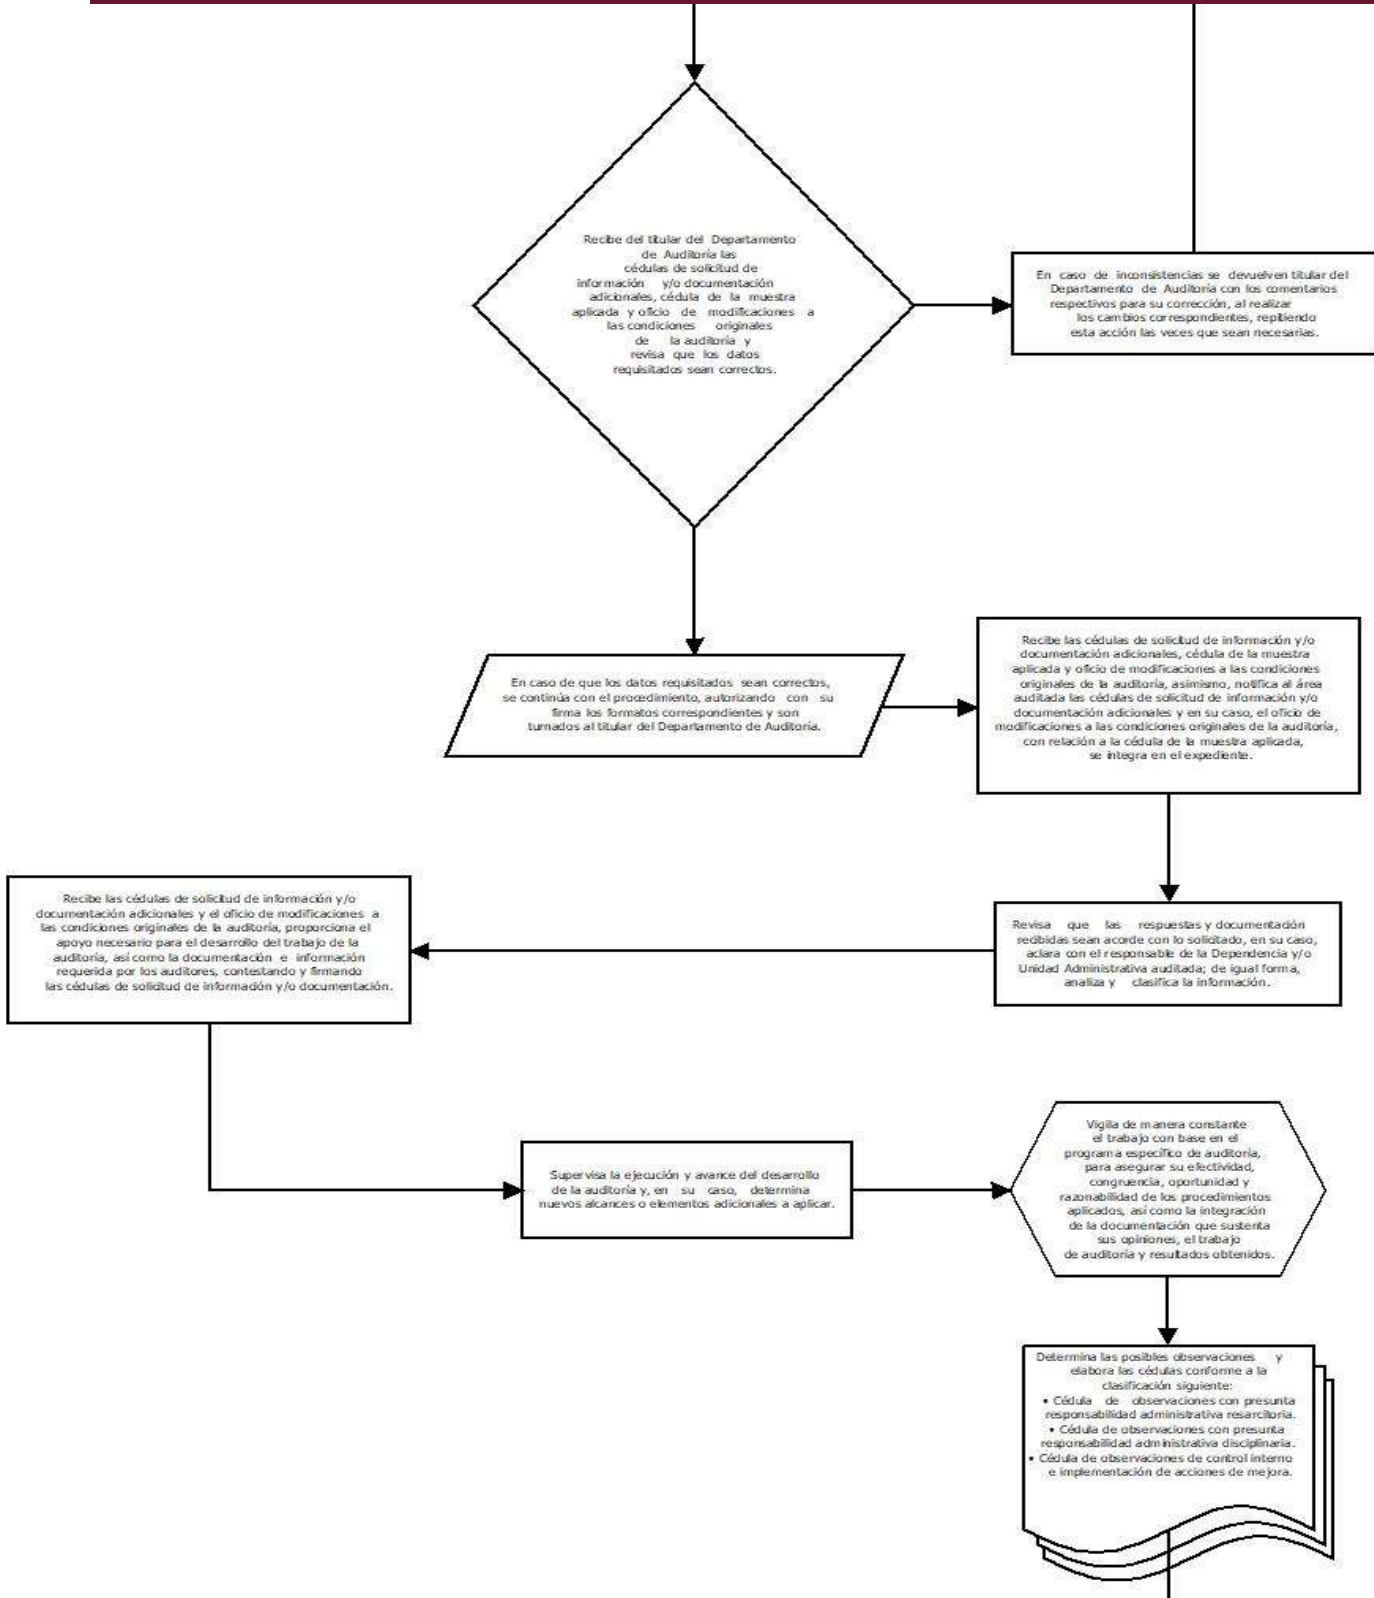 Recibe del titular del Departamento
de Auditoría las
cédulas de solicitud de
información y/o documentación
adicionales, cédula de la muestra
aplicada y oficio de modificaciones a
las condiciones originales
de la auditoría y
revisa que los datos
requisitados sean correctos.
En caso de inconsistencias se devuelven titular del
Departamento de Auditoría con los comentarios
respectivos para su corrección, al realizar
los cambios correspondientes, repitiendo
esta acción las veces que sean necesarias.
En caso de que los datos requisitados sean correctos,
se continúa con el procedimiento, autorizando con su
firma los formatos correspondientes y son
turnados al titular del Departamento de Auditoría.
Recibe las cédulas de solicitud de información y/o
documentación adicionales, cédula de la muestra
aplicada y oficio de modificaciones a las condiciones
originales de la auditoría, asimismo, notifica al área
auditada las cédulas de solicitud de información y/o
documentación adicionales y en su caso, el oficio de
modificaciones a las condiciones originales de la auditoría,
con relación a la cédula de la muestra aplicada,
se integra en el expediente.
Recibe las cédulas de solicitud de información y/o
documentación adicionales y el oficio de modificaciones a
las condiciones originales de la auditoría, proporciona el
apoyo necesario para el desarrollo del trabajo de la
auditoría, así como la documentación e información
requerida por los auditores, contestando y firmando
las cédulas de solicitud de información y/o documentación.
Revisa que las respuestas y documentación
recibidas sean acorde con lo solicitado, en su caso,
aclara con el responsable de la Dependencia y/o
Unidad Administrativa auditada; de igual forma,
analiza y clasifica la información.
Supervisa la ejecución y avance del desarrollo
de la auditoría y, en su caso, determina
nuevos alcances o elementos adicionales a aplicar.
Vigila de manera constante
el trabajo con base en el
programa específico de auditoría,
para asegurar su efectividad,
congruencia, oportunidad y
razonabilidad de los procedimientos
aplicados, así como la integración
de la documentación que sustenta
sus opiniones, el trabajo
de auditoría y resultados obtenidos.
Determina las posibles observaciones y
elabora las cédulas conforme a la
clasificación siguiente:
• Cédula de observaciones con presunta
responsabilidad administrativa resarcitoria.
• Cédula de observaciones con presunta
responsabilidad administrativa disciplinaria.
• Cédula de observaciones de control interno
e implementación de acciones de mejora.